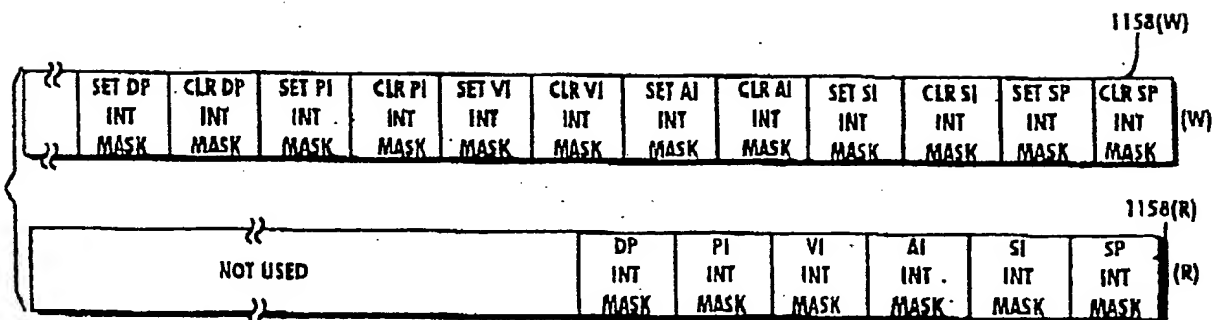 1158(W)
SET DP INT MASK
CLR DP INT MASK
SET PI INT MASK
CLR PI INT MASK
SET VI INT MASK
CLR VI INT MASK
SET AI INT MASK
CLR AI INT MASK
SET SI INT MASK
CLR SI INT MASK
SET SP INT MASK
CLR SP INT MASK
(W)
1158(R)
NOT USED
DP INT MASK
PI INT MASK
VI INT MASK
AI INT MASK
SI INT MASK
SP INT MASK
(R)